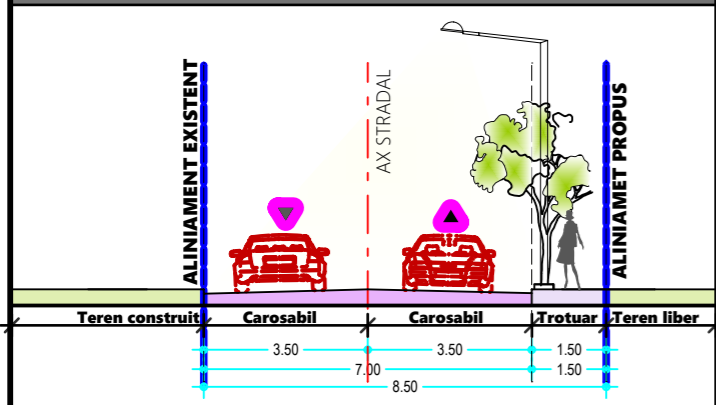 ALINIAMENT EXISTENT
AX STRADAL
ALINIAMET PROPUS
Teren construit
Carosabil
Carosabil
Trotuar
Teren liber
3.50
3.50
1.50
7.00
1.50
8.50